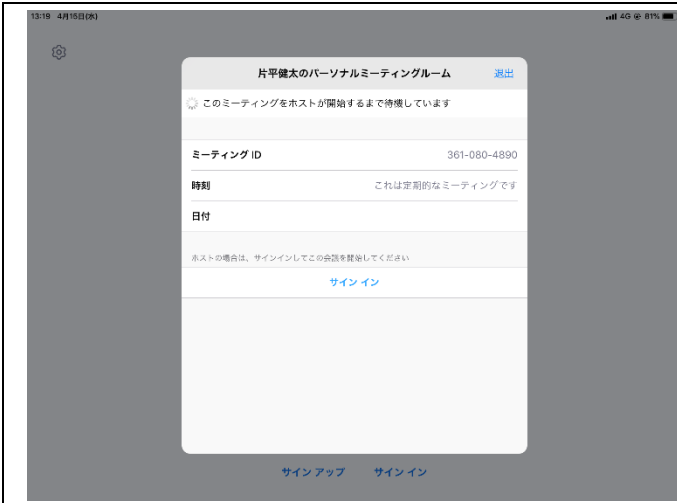 13:19 4月15日(水)
4G 81%
片平健太のパーソナルミーティングルーム 退出
このミーティングをホストが開始するまで待機しています
ミーティング ID 361-080-4890
時刻 これは定期的なミーティングです
日付
ホストの場合は、サインインしてこの会議を開始してください
サイン イン
サイン アップ サイン イン